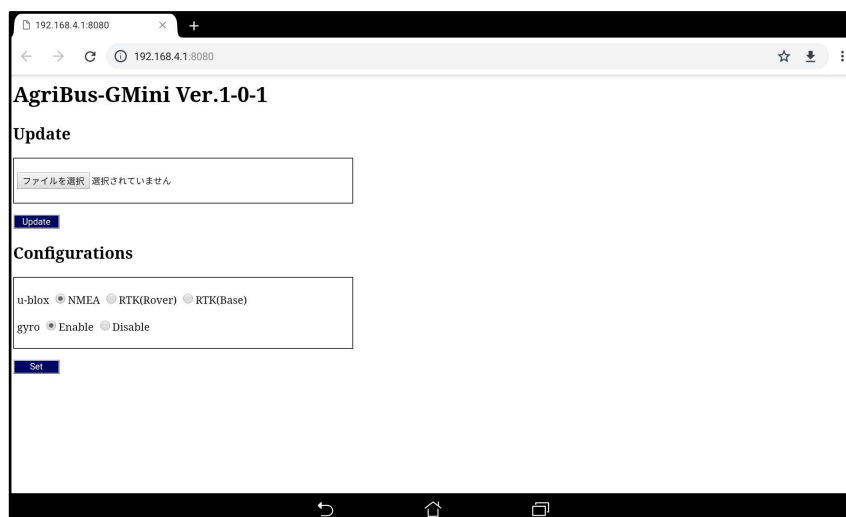 192.168.4.1:8080
192.168.4.1:8080
AgriBus-GMini Ver.1-0-1
Update
ファイルを選択 選択されていません
Update
Configurations
u-blox NMEA RTK(Rover) RTK(Base)
gyro Enable Disable
Set